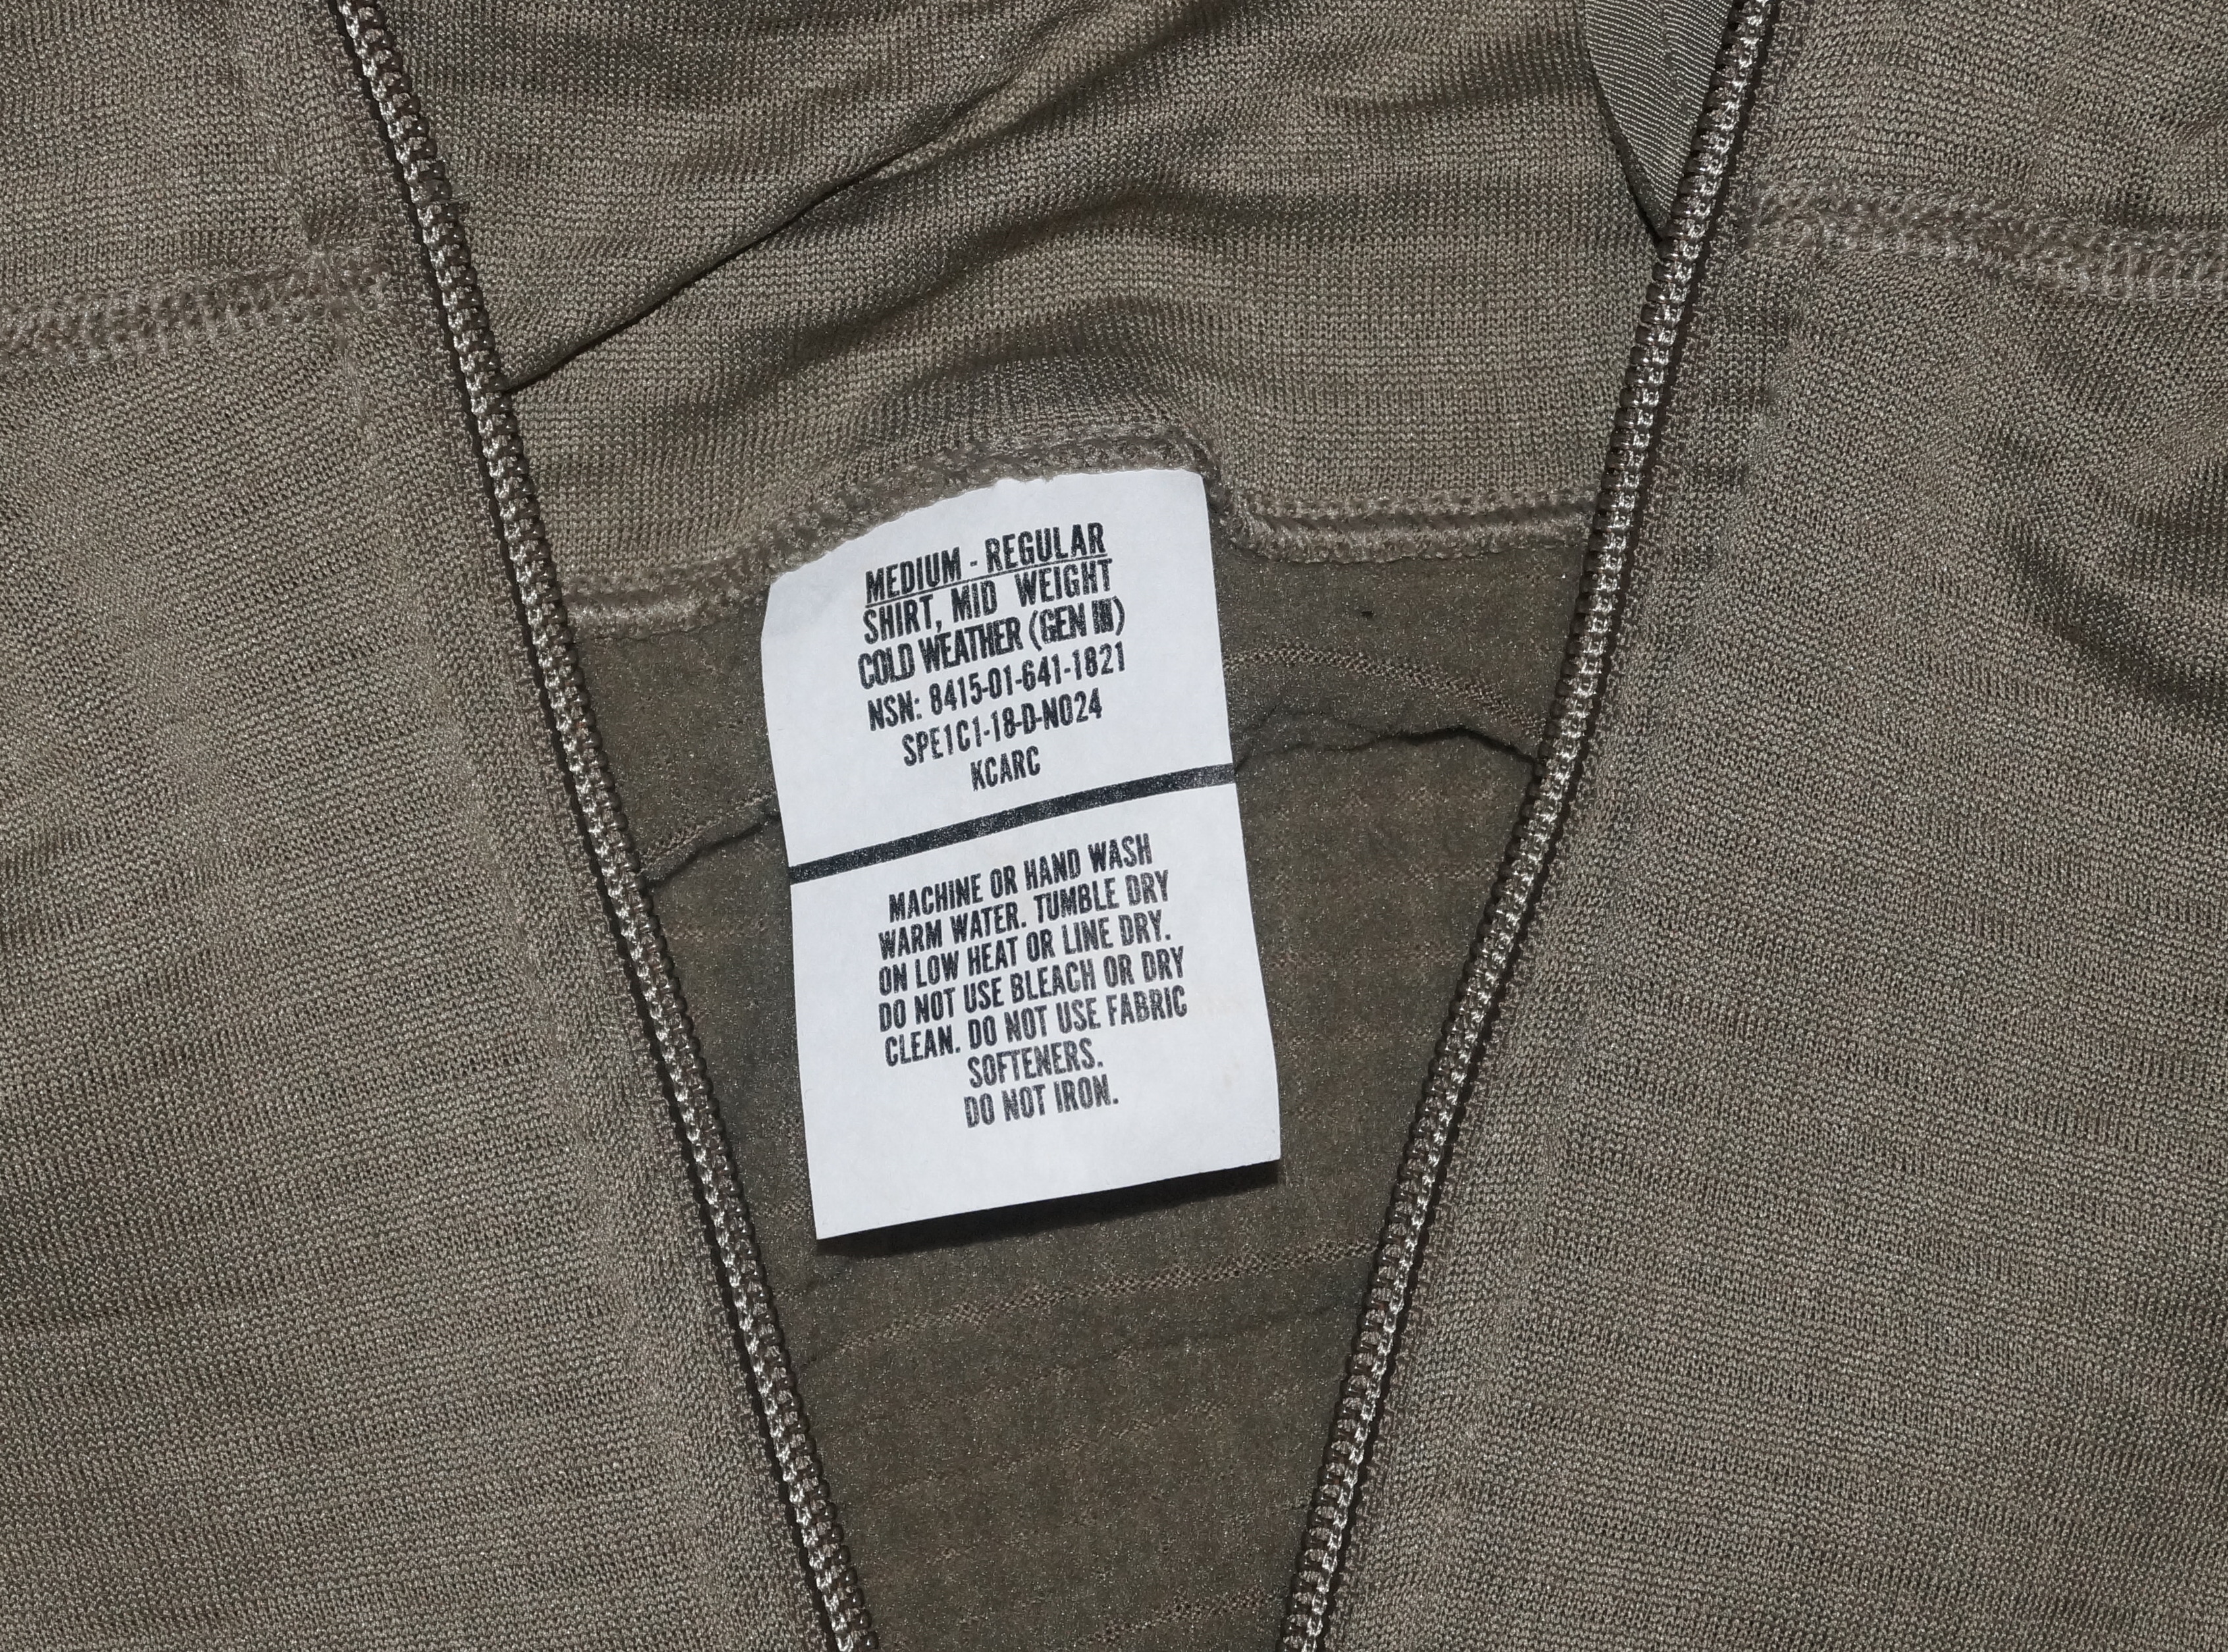 MEDIUM - REGULAR
SHIRT, MID WEIGHT
COLD WEATHER (GEN III)
NSN: 8415-01-641-1821
SPE1C1-18-D-N024
KCARC
MACHINE OR HAND WASH
WARM WATER. TUMBLE DRY
ON LOW HEAT OR LINE DRY.
DO NOT USE BLEACH OR DRY
CLEAN. DO NOT USE FABRIC
SOFTENERS.
DO NOT IRON.